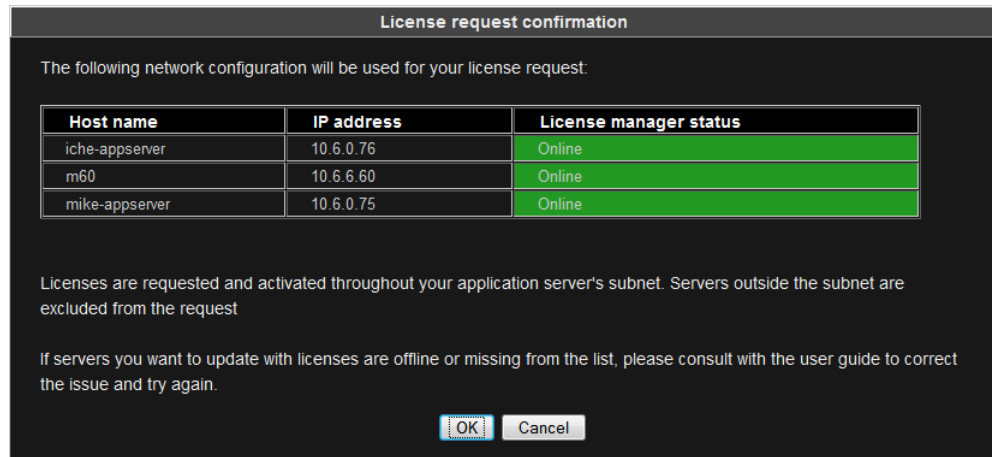 License request confirmation
The following network configuration will be used for your license request:
Host name IP address License manager status
iche-appserver 10.6.0.76 Online
m60 10.6.6.60 Online
mike-appserver 10.6.0.75 Online
Licenses are requested and activated throughout your application server's subnet. Servers outside the subnet are
excluded from the request
If servers you want to update with licenses are offline or missing from the list, please consult with the user guide to correct
the issue and try again.
OK Cancel